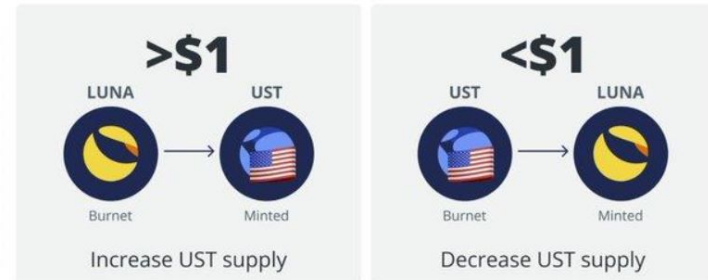 >$1
LUNA UST
Burnet Minted
Increase UST supply
<$1
UST LUNA
Burnet Minted
Decrease UST supply